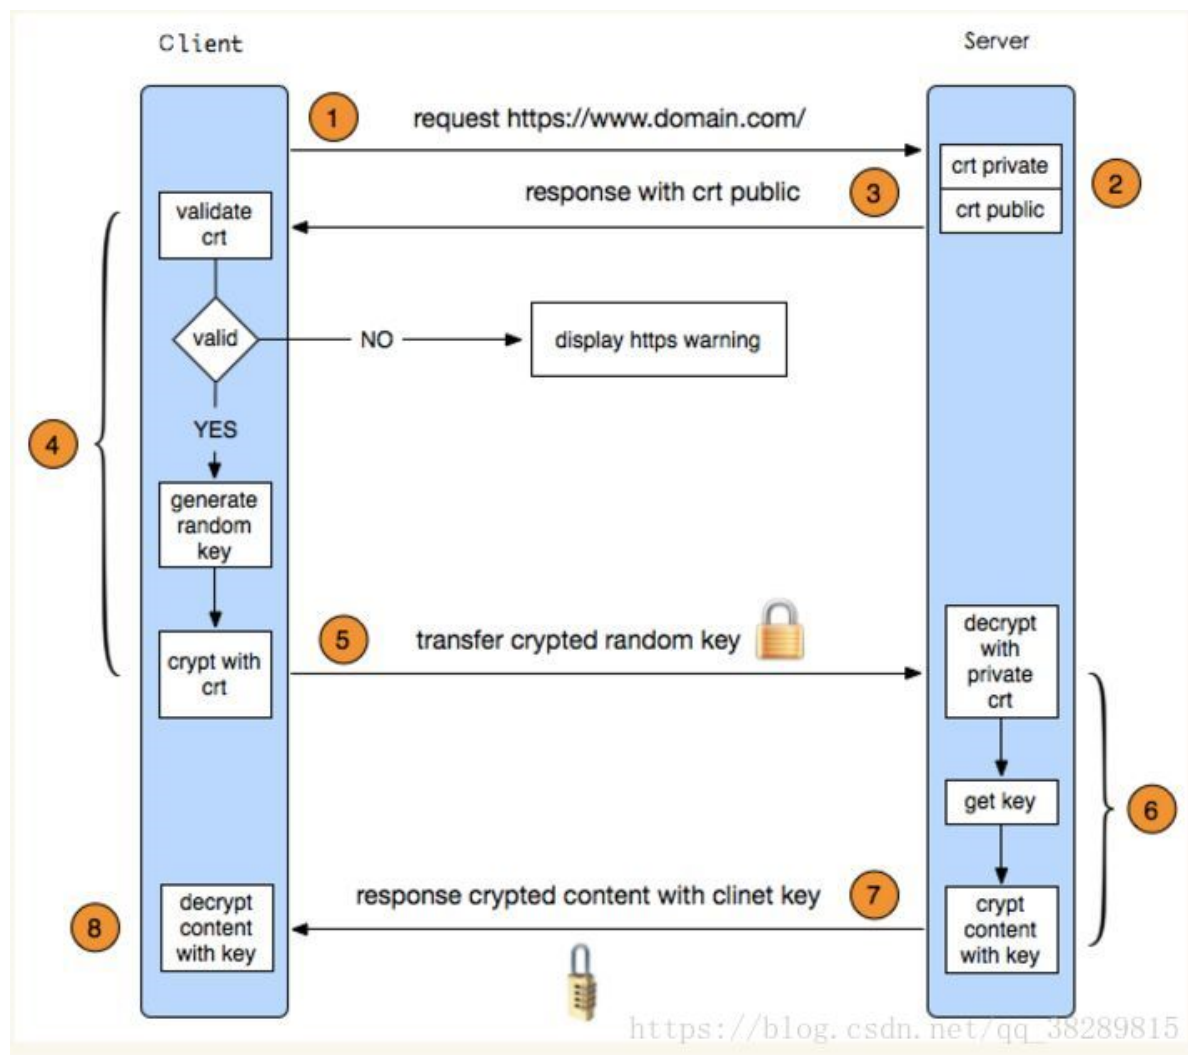 Client
Server
1
request https://www.domain.com/
crt private
2
response with crt public
3
crt public
validate
crt
valid
NO
display https warning
4
YES
generate
random
key
5
transfer crypted random key
crypt with
crt
decrypt
with
private
crt
get key
6
response crypted content with clinet key
7
crypt
content
with key
8
decrypt
content
with key
https://blog.csdn.net/qq_38289815